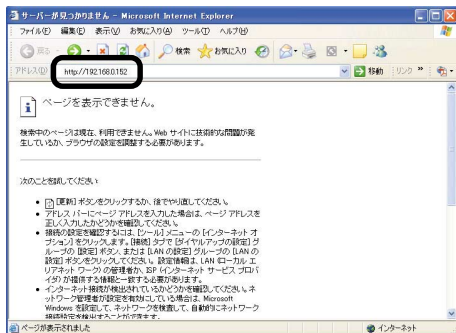 サーバーが見つかりません - Microsoft Internet Explorer
ファイル(F) 編集(E) 表示(V) お気に入り(A) ツール(T) ヘルプ(H)
戻る 検索 お気に入り
アドレス(D) http://192.168.0.152 移動 リンク »
ページを表示できません。
検索中のページは現在、利用できません。Web サイトに技術的な問題が発
生しているか、ブラウザの設定を調整する必要があります。
次のことを試してください:
• [更新] ボタンをクリックするか、後でやり直してください。
• アドレス バーにページ アドレスを入力した場合は、ページ アドレスを
正しく入力したかどうかを確認してください。
• 接続の設定を確認するには、[ツール] メニューの [インターネット オ
プション] をクリックします。[接続] タブで [ダイヤルアップの設定] グ
ループの [設定] ボタン、または [LAN の設定] グループの [LAN の
設定] ボタンをクリックしてください。設定情報は、LAN (ローカル エ
リア ネットワーク) の管理者か、ISP (インターネット サービス プロバ
イダ) が提供する情報と一致する必要があります。
• インターネット接続が検出されているかどうかを確認してください。ネ
ットワーク管理者が設定を有効にしている場合は、Microsoft
Windows を設定して、ネットワークを検査して、自動的にネットワーク
接続設定を検出することができます。
ページが表示されました インターネット